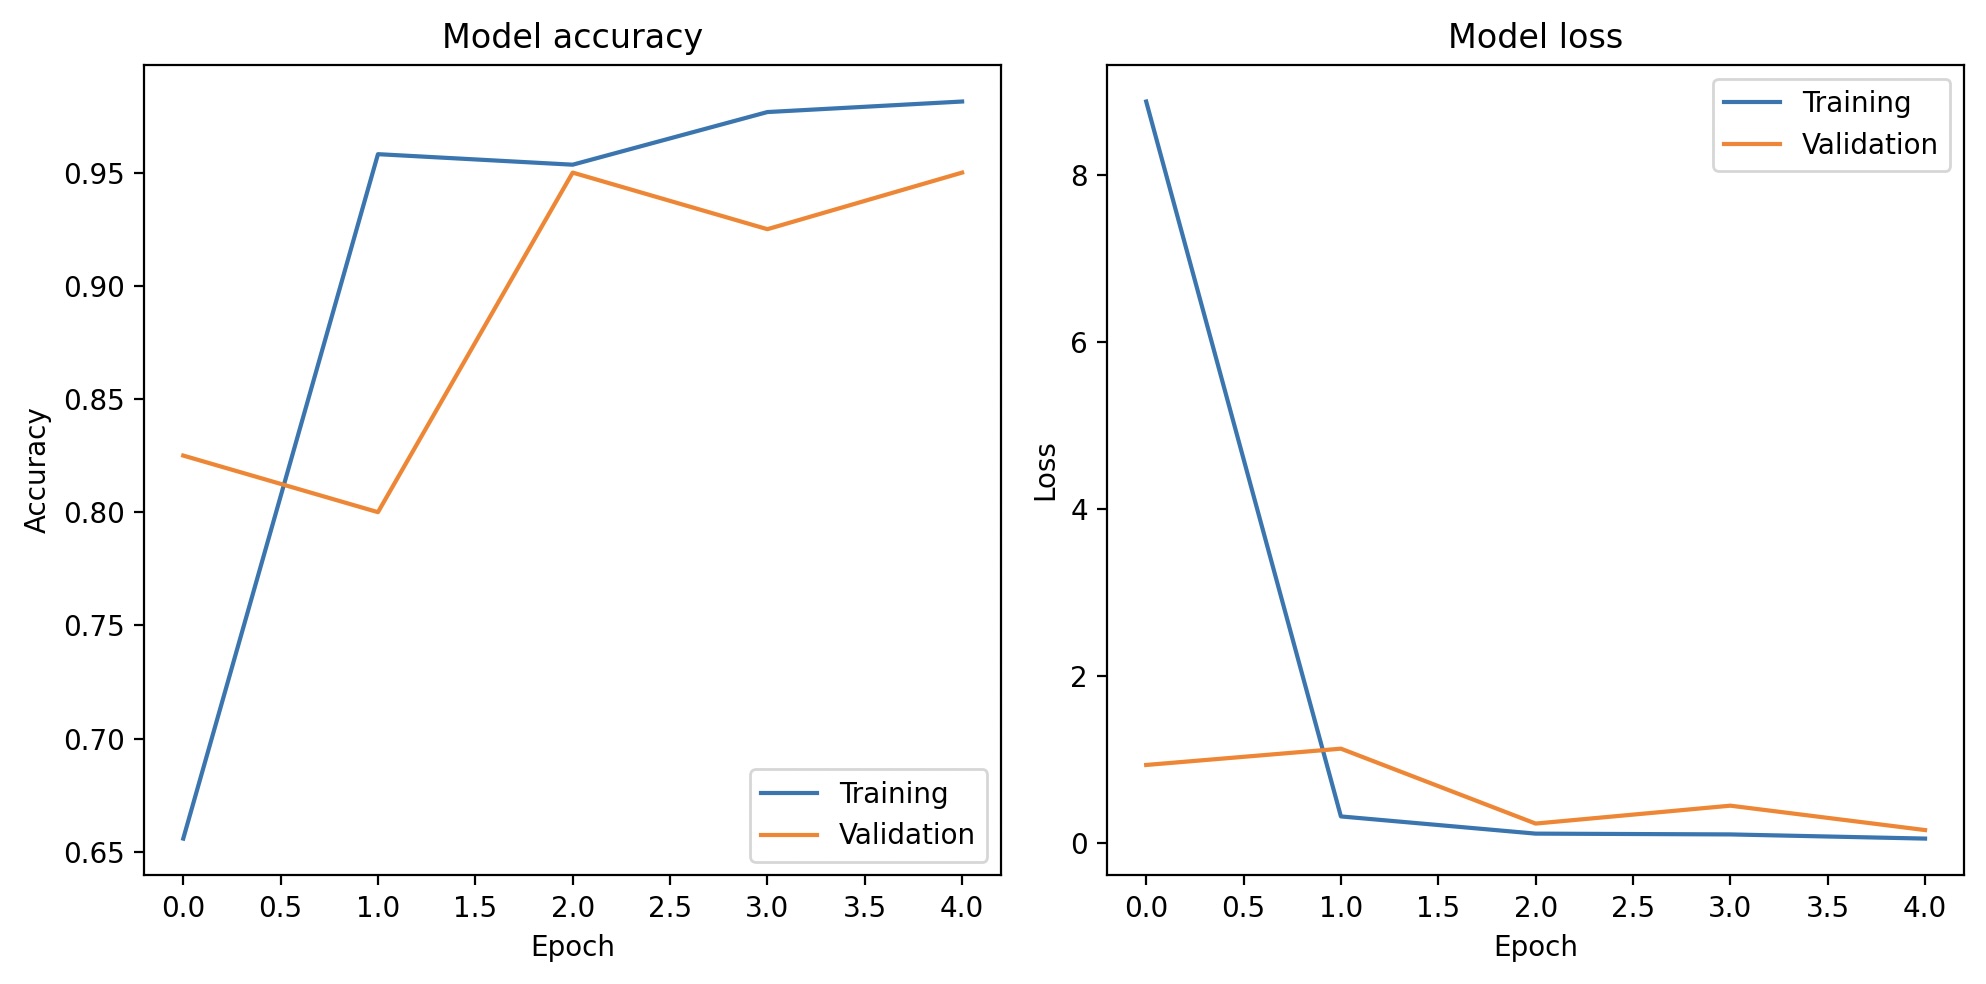 Model accuracy
Accuracy
0.95
0.90
0.85
0.80
0.75
0.70
0.65
Training
Validation
0.0 0.5 1.0 1.5 2.0 2.5 3.0 3.5 4.0
Epoch
Model loss
Loss
8
6
4
2
0
Training
Validation
0.0 0.5 1.0 1.5 2.0 2.5 3.0 3.5 4.0
Epoch